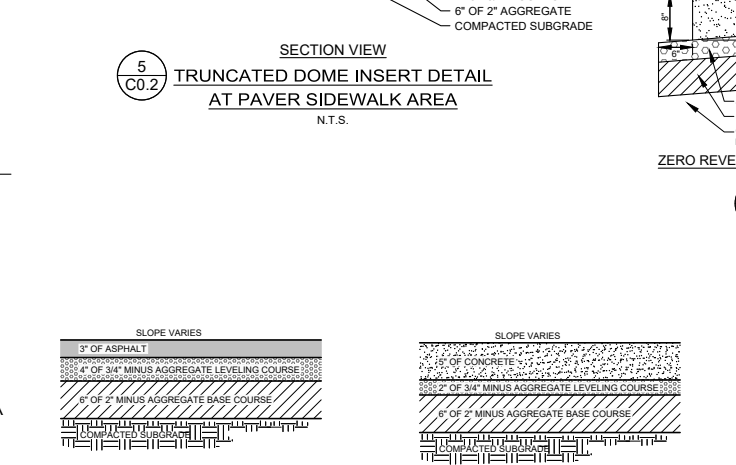 6" OF 2" AGGREGATE
COMPACTED SUBGRADE
SECTION VIEW
5
C0.2
TRUNCATED DOME INSERT DETAIL
AT PAVER SIDEWALK AREA
N.T.S.
8"
6"
ZERO REVE
SLOPE VARIES
3" OF ASPHALT
4" OF 3/4" MINUS AGGREGATE LEVELING COURSE
6" OF 2" MINUS AGGREGATE BASE COURSE
COMPACTED SUBGRADE
SLOPE VARIES
5" OF CONCRETE
2" OF 3/4" MINUS AGGREGATE LEVELING COURSE
6" OF 2" MINUS AGGREGATE BASE COURSE
COMPACTED SUBGRADE